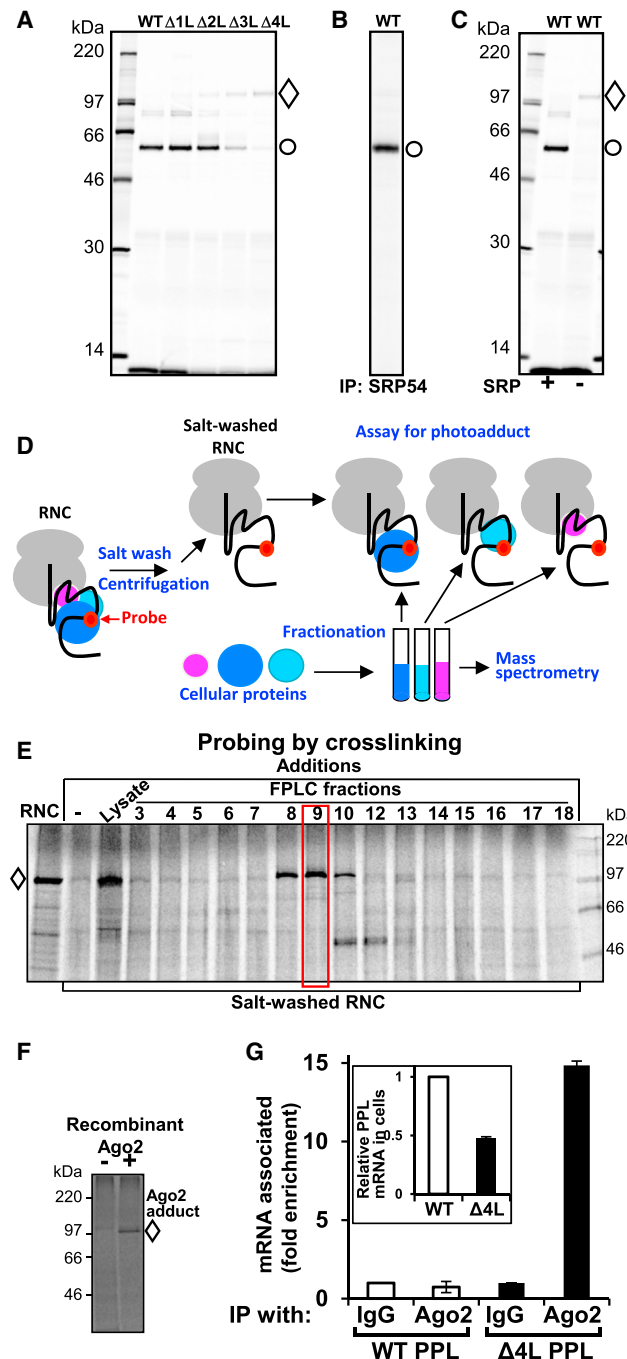 A
kDa WT Δ1L Δ2L Δ3L Δ4L
220
97
66
46
30
14
B
WT
IP: SRP54
C
kDa WT WT
220
97
66
46
30
14
SRP + -
D
Salt-washed
RNC
Assay for photoadduct
RNC
Salt wash
Centrifugation
Probe
Fractionation
Cellular proteins
Mass
spectrometry
E
Probing by crosslinking
Additions
FPLC fractions
RNC - Lysate 3 4 5 6 7 8 9 10 12 13 14 15 16 17 18 kDa
220
97
66
46
Salt-washed RNC
F
Recombinant
Ago2
kDa - +
220
97
66
46
Ago2
adduct
G
mRNA associated
(fold enrichment)
15
10
5
0
Relative PPL
mRNA in cells
1
0.5
0
WT Δ4L
IP with: IgG Ago2 IgG Ago2
WT PPL Δ4L PPL